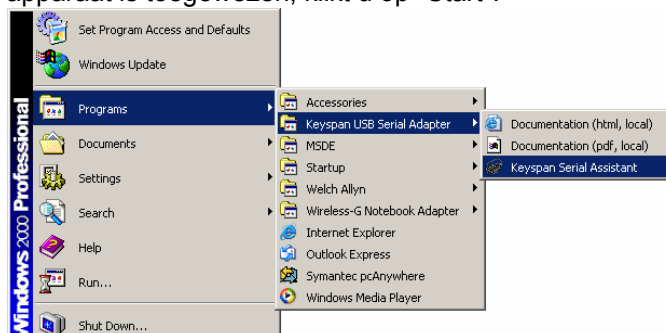 apparaat is toegewezen, klikt u op "Start".
Set Program Access and Defaults
Windows Update
Programs
Documents
Settings
Search
Help
Run...
Shut Down...
Windows 2000 Professional
Accessories
Keyspan USB Serial Adapter
MSDE
Startup
Welch Allyn
Wireless-G Notebook Adapter
Internet Explorer
Outlook Express
Symantec pcAnywhere
Windows Media Player
Documentation (html, local)
Documentation (pdf, local)
Keyspan Serial Assistant